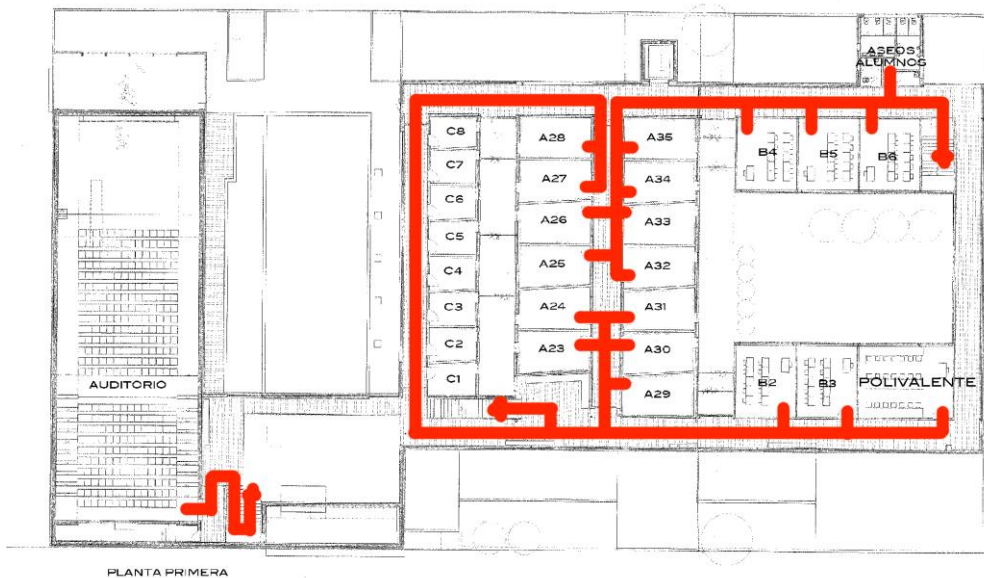 ASEOS
ALUMNOS
C8
A28
A35
B4
B5
B6
C7
A27
A34
C6
A26
A33
C5
A25
A32
C4
C3
A24
A31
C2
A23
A30
C1
A29
B2
B3
POLIVALENTE
AUDITORIO
PLANTA PRIMERA